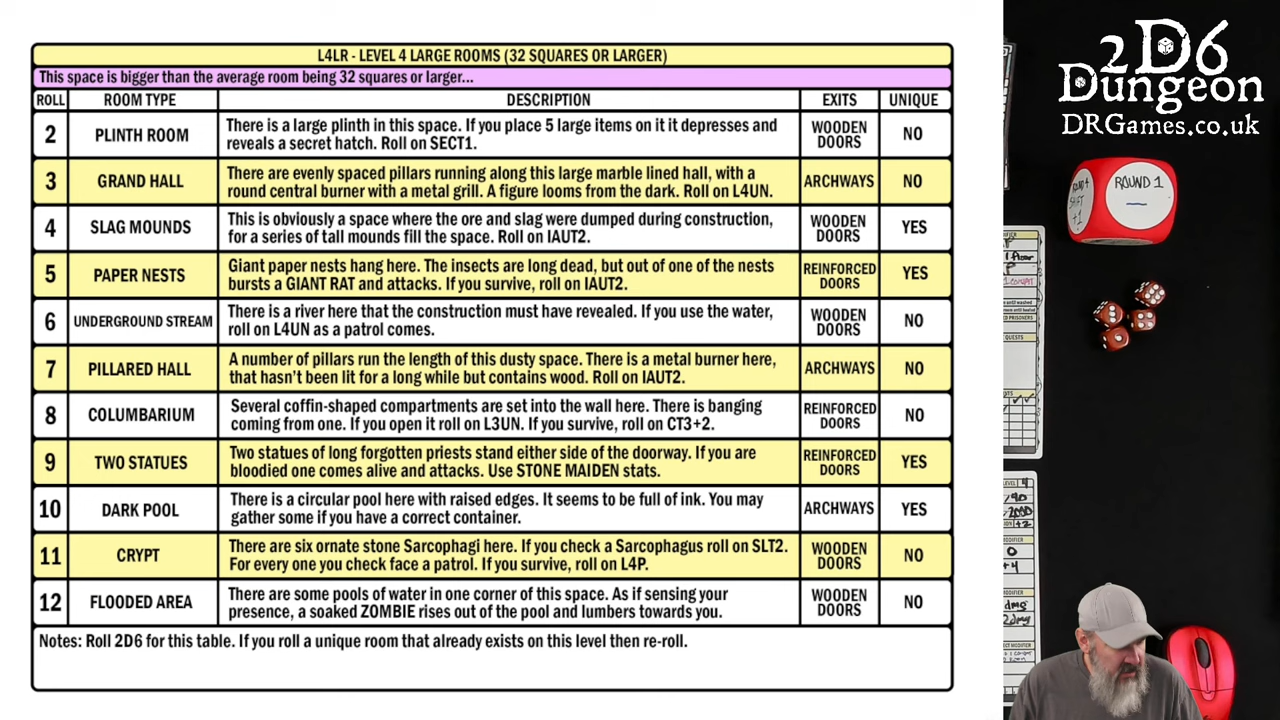 L4LR - LEVEL 4 LARGE ROOMS (32 SQUARES OR LARGER)
This space is bigger than the average room being 32 squares or larger...
ROLL ROOM TYPE DESCRIPTION EXITS UNIQUE
2 PLINTH ROOM There is a large plinth in this space. If you place 5 large items on it it depresses and
reveals a secret hatch. Roll on SECT1. WOODEN
DOORS NO
3 GRAND HALL There are evenly spaced pillars running along this large marble lined hall, with a
round central burner with a metal grill. A figure looms from the dark. Roll on L4UN. ARCHWAYS NO
4 SLAG MOUNDS This is obviously a space where the ore and slag were dumped during construction,
for a series of tall mounds fill the space. Roll on IAUT2. WOODEN
DOORS YES
5 PAPER NESTS Giant paper nests hang here. The insects are long dead, but out of one of the nests
bursts a GIANT RAT and attacks. If you survive, roll on IAUT2. REINFORCED
DOORS YES
6 UNDERGROUND STREAM There is a river here that the construction must have revealed. If you use the water,
roll on L4UN as a patrol comes. WOODEN
DOORS NO
7 PILLARED HALL A number of pillars run the length of this dusty space. There is a metal burner here,
that hasn't been lit for a long while but contains wood. Roll on IAUT2. ARCHWAYS NO
8 COLUMBARIUM Several coffin-shaped compartments are set into the wall here. There is banging
coming from one. If you open it roll on L3UN. If you survive, roll on CT3+2. REINFORCED
DOORS NO
9 TWO STATUES Two statues of long forgotten priests stand either side of the doorway. If you are
bloodied one comes alive and attacks. Use STONE MAIDEN stats. REINFORCED
DOORS YES
10 DARK POOL There is a circular pool here with raised edges. It seems to be full of ink. You may
gather some if you have a correct container. ARCHWAYS YES
11 CRYPT There are six ornate stone Sarcophagi here. If you check a Sarcophagus roll on SLT2.
For every one you check face a patrol. If you survive, roll on L4P. WOODEN
DOORS NO
12 FLOODED AREA There are some pools of water in one corner of this space. As if sensing your
presence, a soaked ZOMBIE rises out of the pool and lumbers towards you. WOODEN
DOORS NO
Notes: Roll 2D6 for this table. If you roll a unique room that already exists on this level then re-roll.
2D6
Dungeon
DRGames.co.uk
ROUND 1
SHIFT
+1
QUESTS
LEVEL 4
+2
0
+4